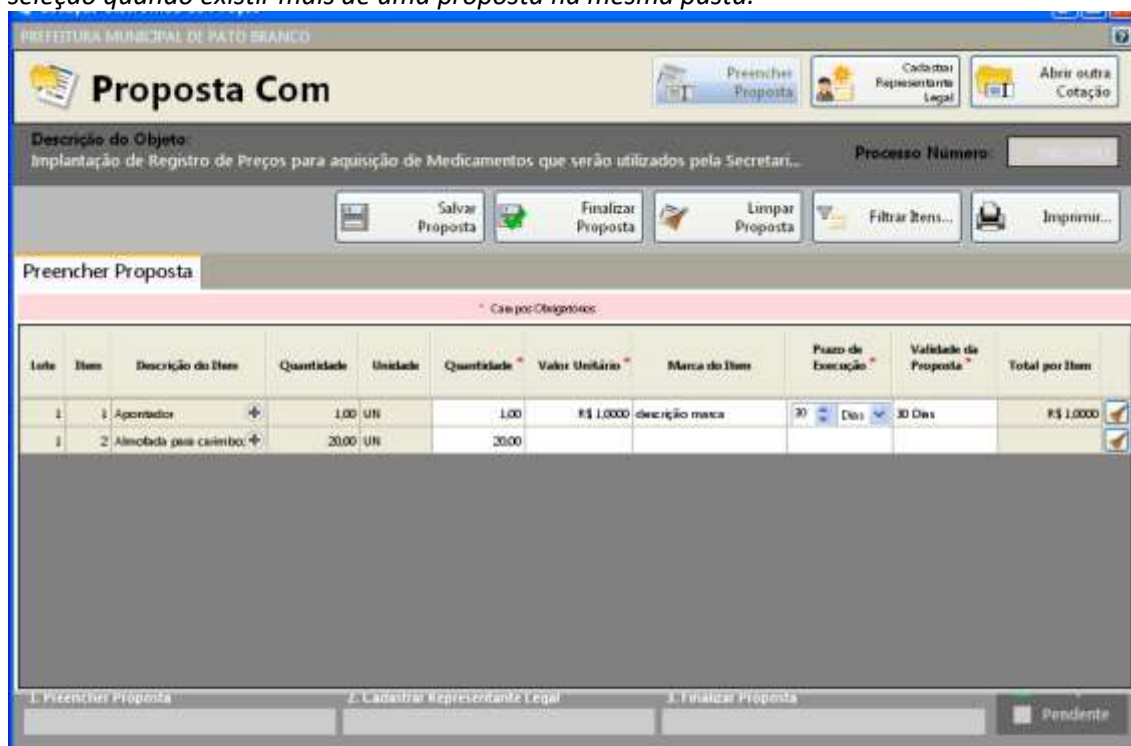 seleção quando existir mais de uma proposta na mesma pasta.
PREFEITURA MUNICIPAL DE PATO BRANCO
Proposta Com
Preencher
Proposta
Cadastrar
Representante
Legal
Abrir outra
Cotação
Descrição do Objeto:
Implantação de Registro de Preços para aquisição de Medicamentos que serão utilizados pela Secretari...
Processo Número:
Salvar
Proposta
Finalizar
Proposta
Limpar
Proposta
Filtrar Itens...
Imprimir...
Preencher Proposta
* Campos Obrigatórios
Lote Item Descrição do Item Quantidade Unidade Quantidade * Valor Unitário * Marca do Item Prazo de Execução * Validade da Proposta * Total por Item
1 1 Apontador 1,00 UN 1,00 R$ 1,0000 descrição marca 30 Dias 30 Dias R$ 1,0000
1 2 Almofada para carimbo: 20,00 UN 20,00
1. Preencher Proposta 2. Cadastrar Representante Legal 3. Finalizar Proposta
Pendente